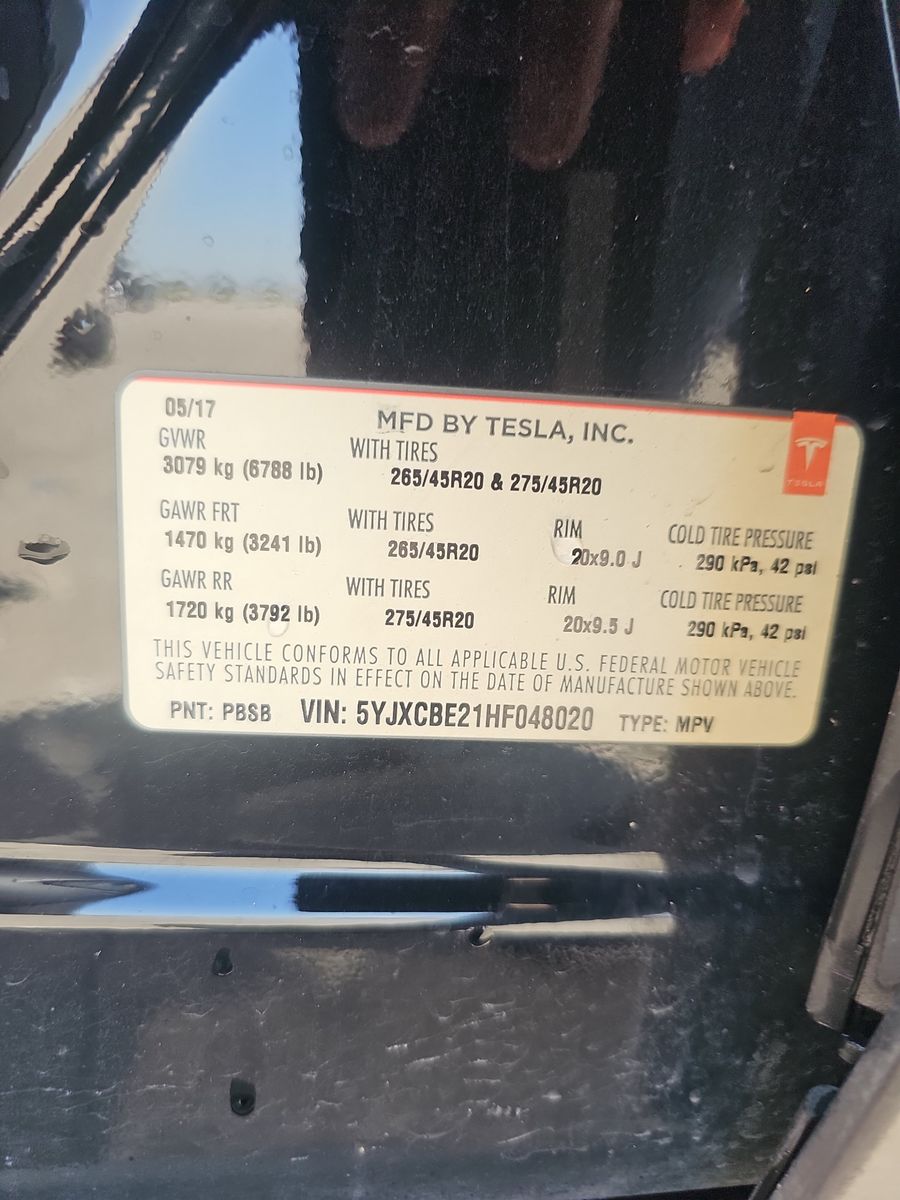 05/17
MFD BY TESLA, INC.
GVWR
3079 kg (6788 lb)
WITH TIRES
265/45R20 & 275/45R20
TESLA
GAWR FRT
1470 kg (3241 lb)
WITH TIRES
265/45R20
RIM
20x9.0 J
COLD TIRE PRESSURE
290 kPa, 42 psi
GAWR RR
1720 kg (3792 lb)
WITH TIRES
275/45R20
RIM
20x9.5 J
COLD TIRE PRESSURE
290 kPa, 42 psi
THIS VEHICLE CONFORMS TO ALL APPLICABLE U.S. FEDERAL MOTOR VEHICLE
SAFETY STANDARDS IN EFFECT ON THE DATE OF MANUFACTURE SHOWN ABOVE.
PNT: PBSB VIN: 5YJXCBE21HF048020 TYPE: MPV